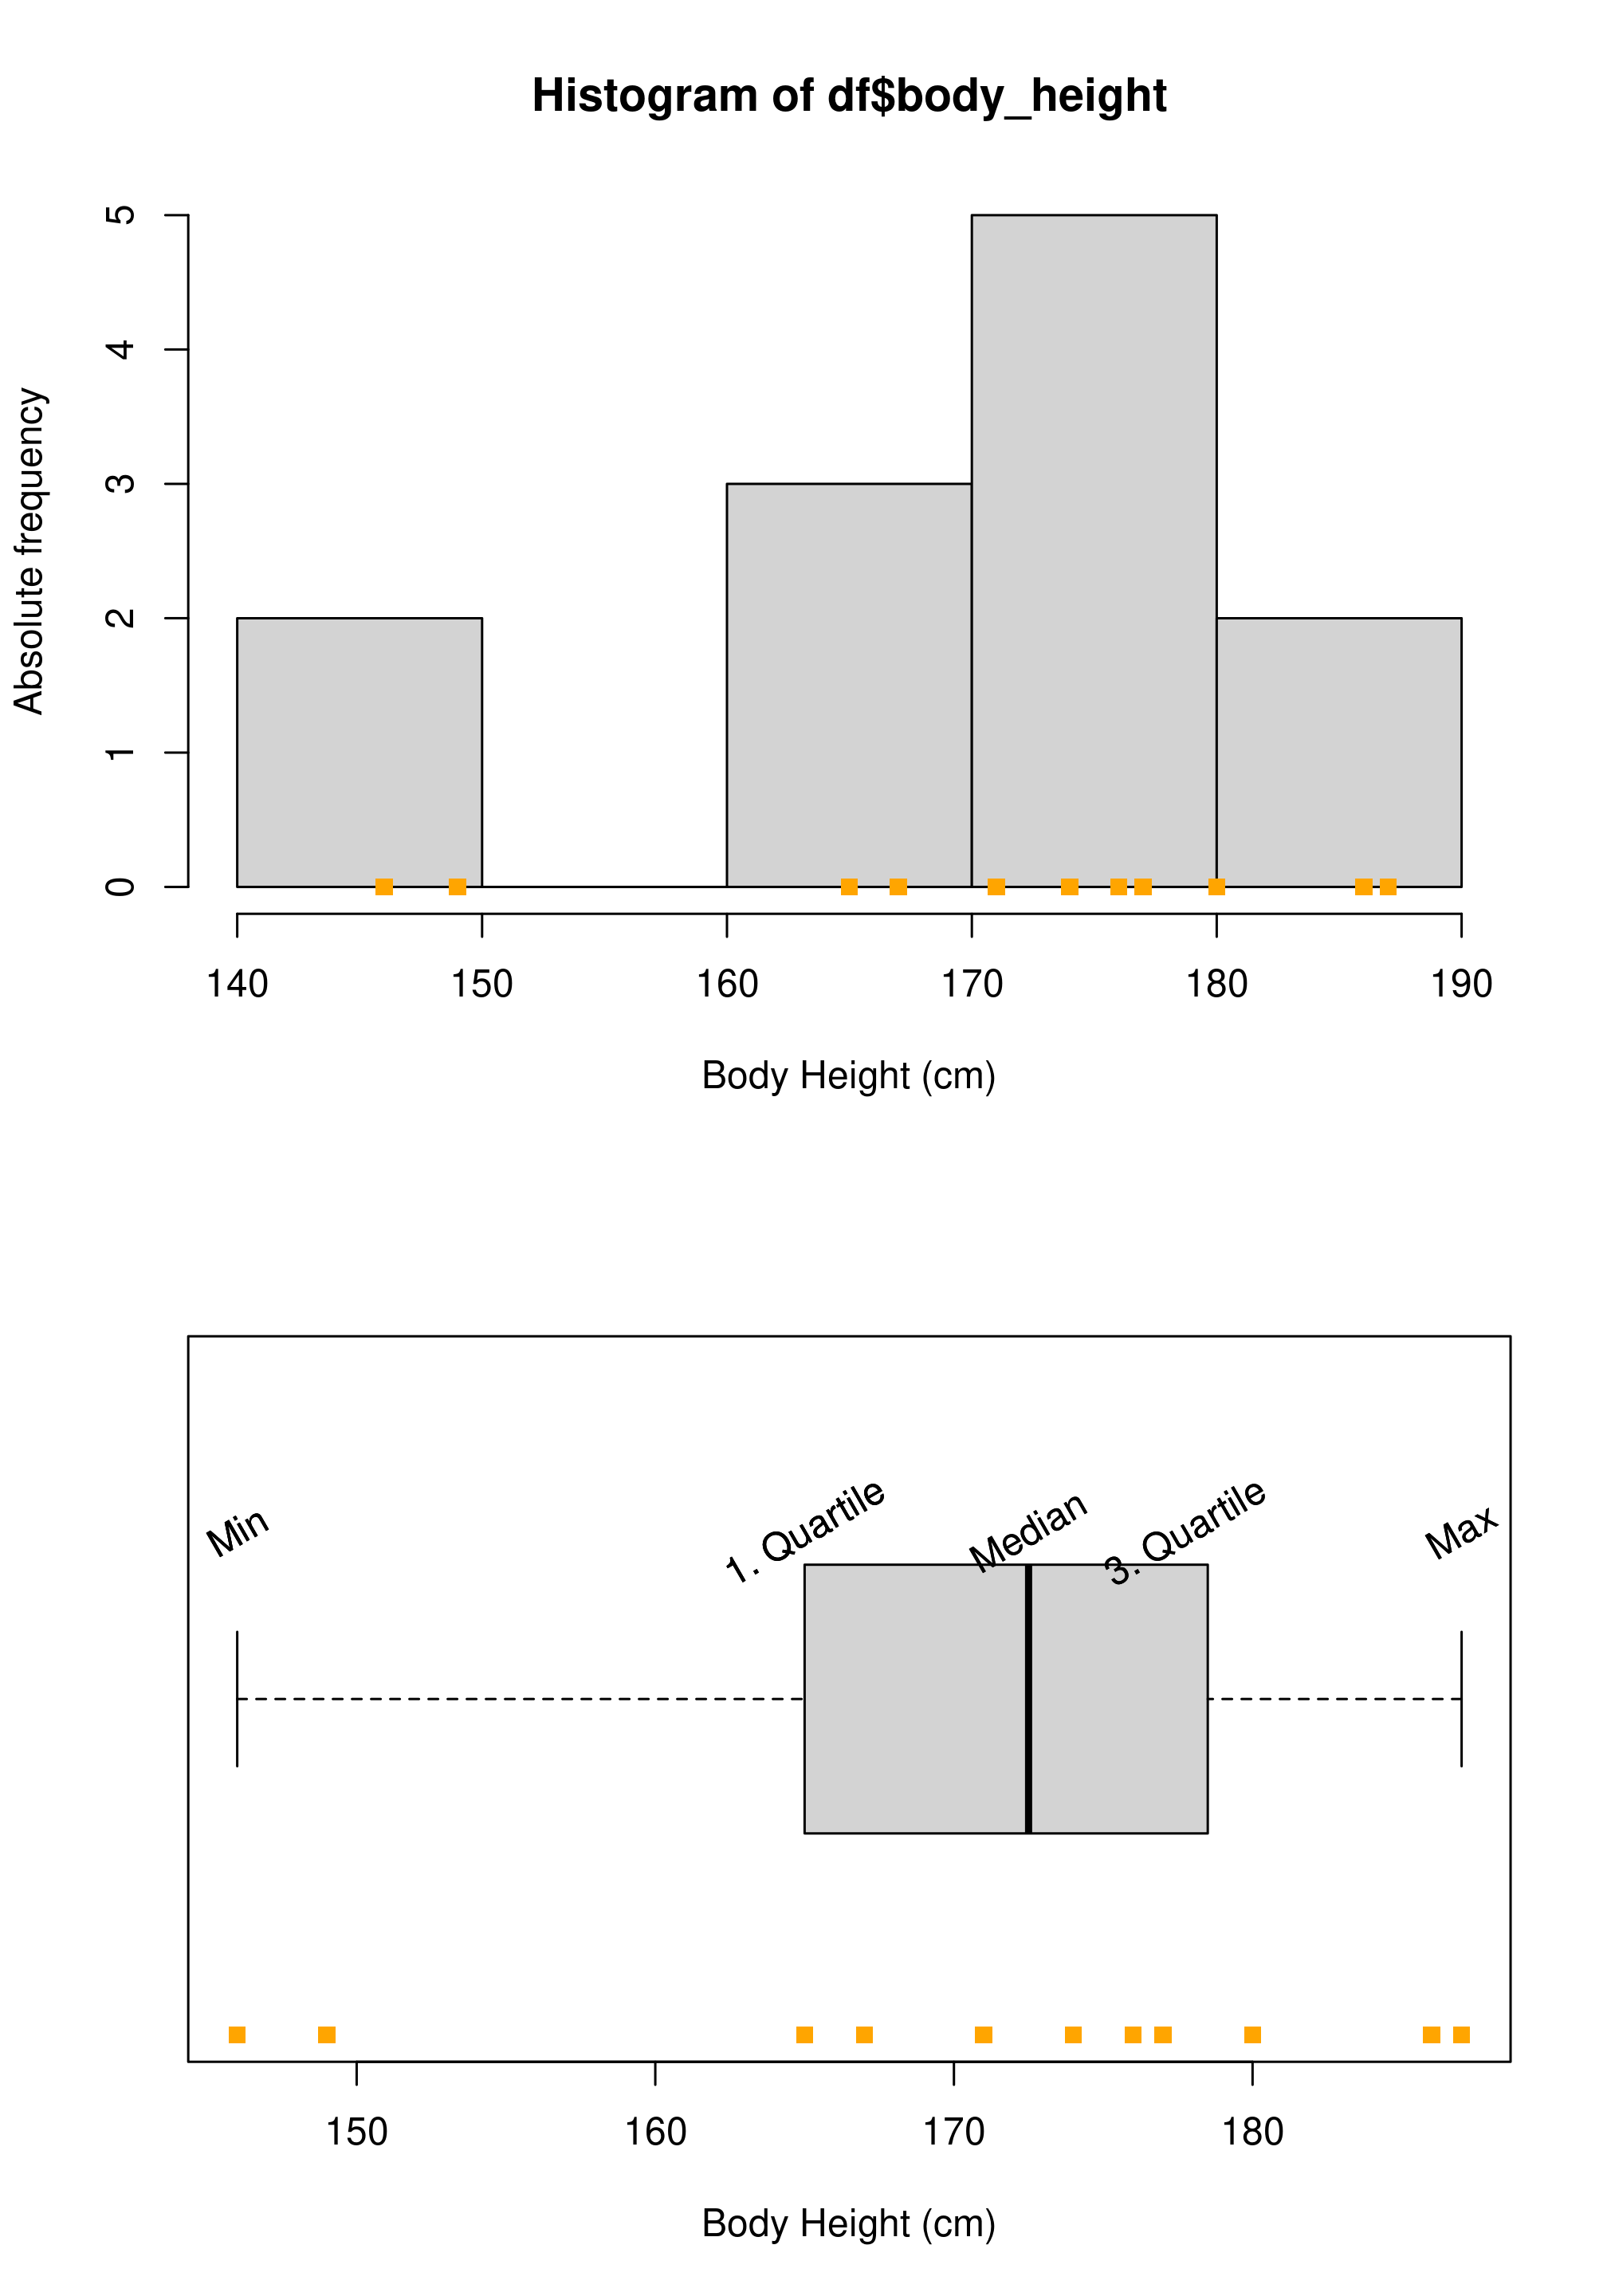 Histogram of df$body_height
Absolute frequency
5
4
3
2
1
0
140 150 160 170 180 190
Body Height (cm)
Min 1. Quartile Median 3. Quartile Max
150 160 170 180
Body Height (cm)